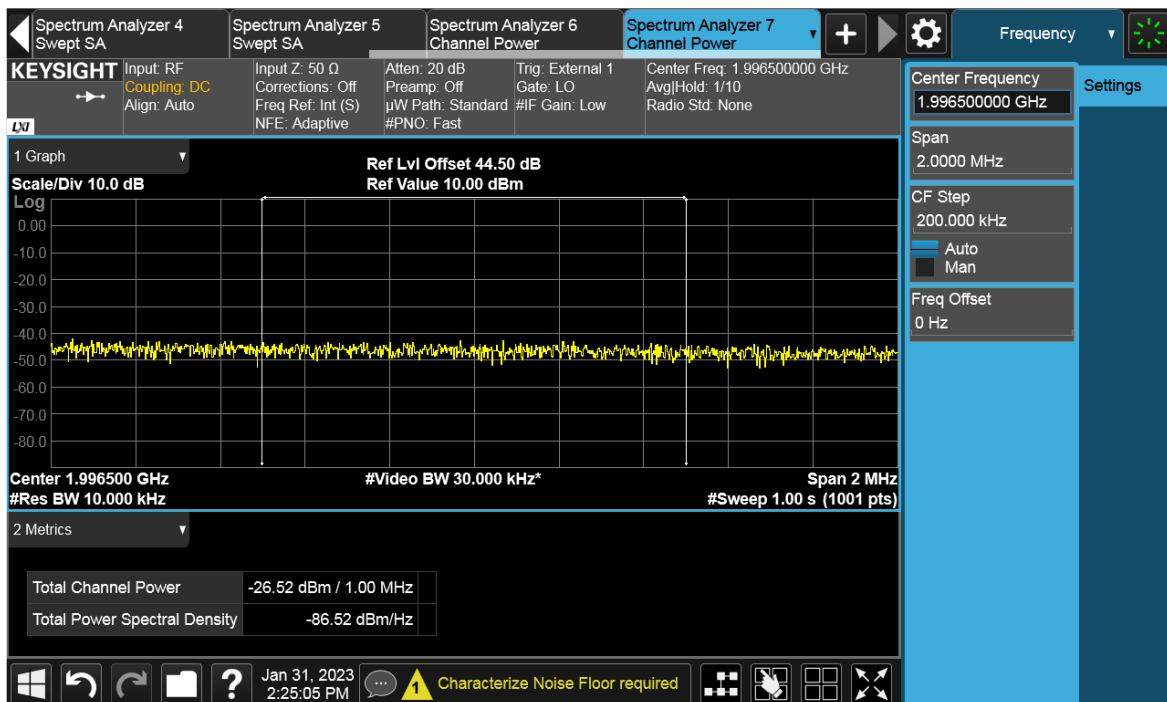 Spectrum Analyzer 4
Swept SA
Spectrum Analyzer 5
Swept SA
Spectrum Analyzer 6
Channel Power
Spectrum Analyzer 7
Channel Power
Frequency
KEYSIGHT
LXI
Input: RF
Coupling: DC
Align: Auto
Input Z: 50 Ω
Corrections: Off
Freq Ref: Int (S)
NFE: Adaptive
Atten: 20 dB
Preamp: Off
µW Path: Standard
#PNO: Fast
Trig: External 1
Gate: LO
#IF Gain: Low
Center Freq: 1.996500000 GHz
Avg|Hold: 1/10
Radio Std: None
Center Frequency
1.996500000 GHz
Settings
Span
2.0000 MHz
CF Step
200.000 kHz
Auto
Man
Freq Offset
0 Hz
1 Graph
Scale/Div 10.0 dB
Ref Lvl Offset 44.50 dB
Ref Value 10.00 dBm
Log
0.00
-10.0
-20.0
-30.0
-40.0
-50.0
-60.0
-70.0
-80.0
Center 1.996500 GHz
#Video BW 30.000 kHz*
Span 2 MHz
#Res BW 10.000 kHz
#Sweep 1.00 s (1001 pts)
2 Metrics
Total Channel Power -26.52 dBm / 1.00 MHz
Total Power Spectral Density -86.52 dBm/Hz
?
Jan 31, 2023
2:25:05 PM
1
Characterize Noise Floor required